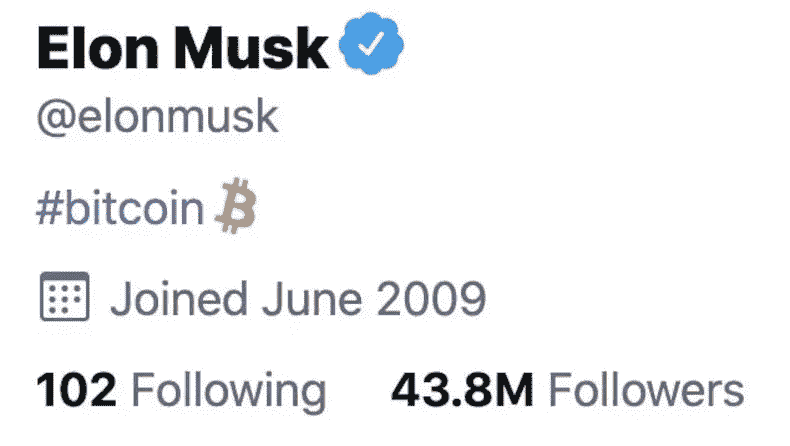 Elon Musk
@elonmusk
#bitcoin
Joined June 2009
102 Following 43.8M Followers